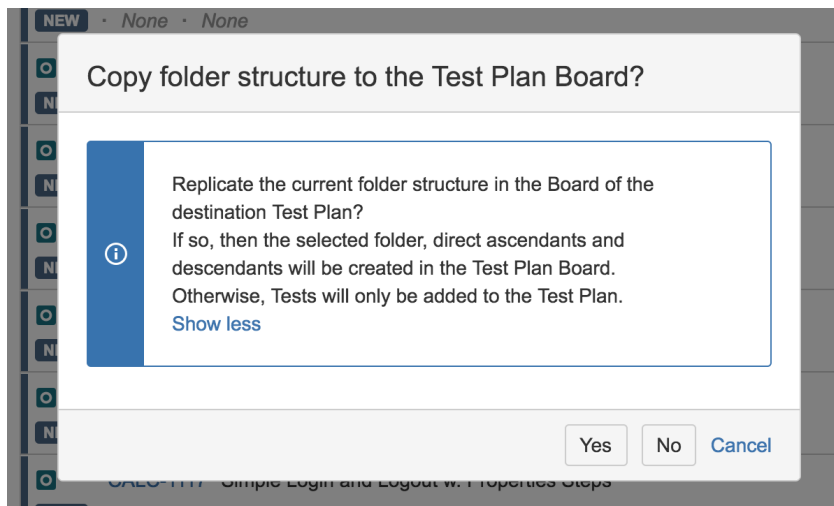 NEW · None · None
Copy folder structure to the Test Plan Board?
Replicate the current folder structure in the Board of the
destination Test Plan?
If so, then the selected folder, direct ascendants and
descendants will be created in the Test Plan Board.
Otherwise, Tests will only be added to the Test Plan.
Show less
Yes No Cancel
Simple Login and Logout w. Properties Steps